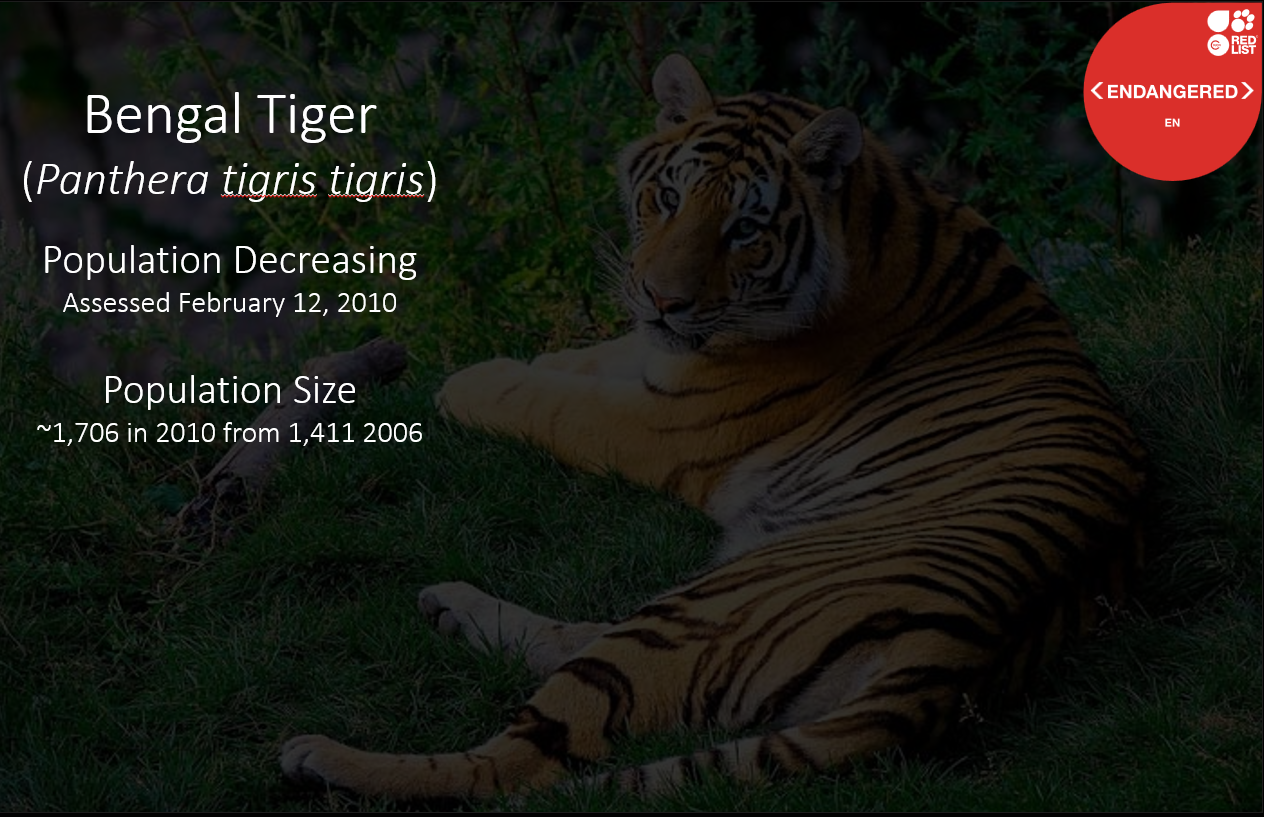 Bengal Tiger
(Panthera tigris tigris)
Population Decreasing
Assessed February 12, 2010
Population Size
~1,706 in 2010 from 1,411 2006
RED
LIST
<ENDANGERED>
EN